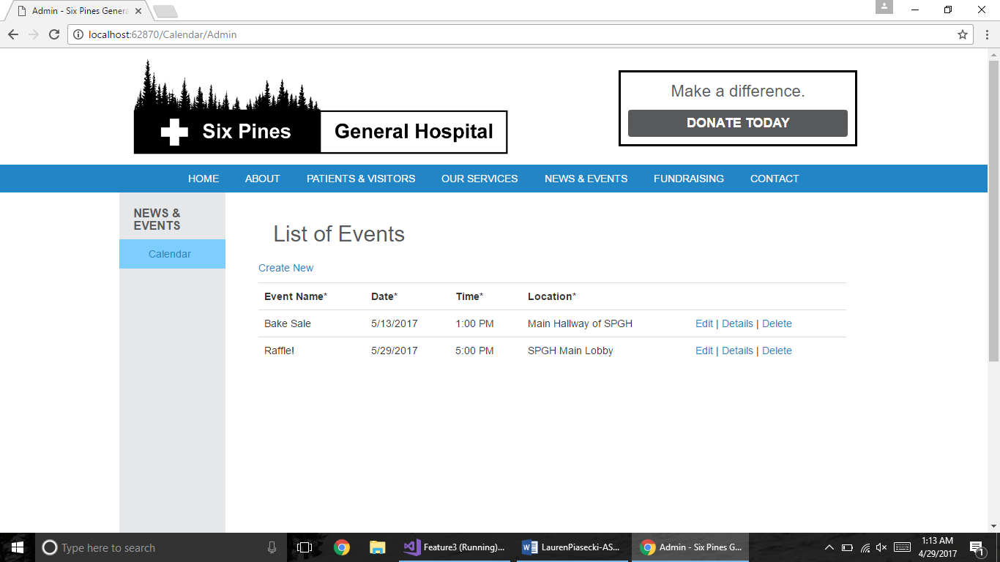 Admin - Six Pines Genera
localhost:62870/Calendar/Admin
Six Pines General Hospital
Make a difference.
DONATE TODAY
HOME ABOUT PATIENTS & VISITORS OUR SERVICES NEWS & EVENTS FUNDRAISING CONTACT
NEWS &
EVENTS
Calendar
List of Events
Create New
Event Name* Date* Time* Location*
Bake Sale 5/13/2017 1:00 PM Main Hallway of SPGH Edit | Details | Delete
Raffle! 5/29/2017 5:00 PM SPGH Main Lobby Edit | Details | Delete
Type here to search
Feature3 (Running)...
LaurenPiasecki-AS...
Admin - Six Pines G...
1:13 AM
4/29/2017
1